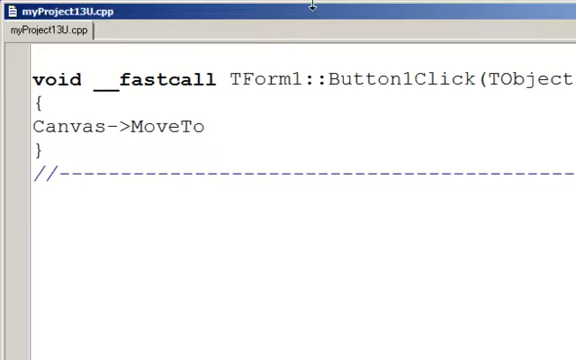 myProject13U.cpp
myProject13U.cpp
void __fastcall TForm1::Button1Click(TObject
{
Canvas->MoveTo
}
//--------------------------------------------